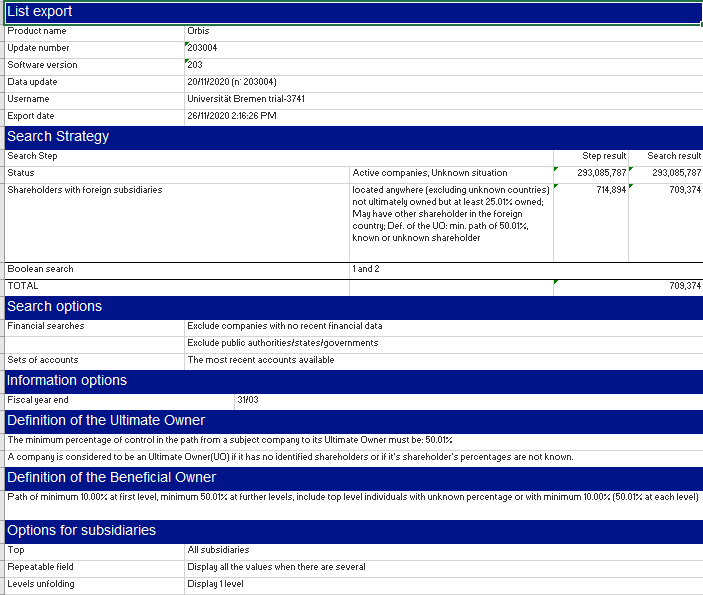 List export
Product name Orbis
Update number 203004
Software version 203
Data update 20/11/2020 (n° 203004)
Username Universität Bremen trial-3741
Export date 26/11/2020 2:16:26 PM
Search Strategy
Search Step Step result Search result
Status Active companies, Unknown situation 293,085,787 293,085,787
Shareholders with foreign subsidiaries located anywhere (excluding unknown countries) 714,894 709,374
not ultimately owned but at least 25.01% owned;
May have other shareholder in the foreign
country; Def. of the UO: min. path of 50.01%,
known or unknown shareholder
Boolean search 1 and 2
TOTAL 709,374
Search options
Financial searches Exclude companies with no recent financial data
Exclude public authorities/states/governments
Sets of accounts The most recent accounts available
Information options
Fiscal year end 31/03
Definition of the Ultimate Owner
The minimum percentage of control in the path from a subject company to its Ultimate Owner must be: 50.01%
A company is considered to be an Ultimate Owner(UO) if it has no identified shareholders or if it's shareholder's percentages are not known.
Definition of the Beneficial Owner
Path of minimum 10.00% at first level, minimum 50.01% at further levels, include top level individuals with unknown percentage or with minimum 10.00% (50.01% at each level)
Options for subsidiaries
Top All subsidiaries
Repeatable field Display all the values when there are several
Levels unfolding Display 1 level